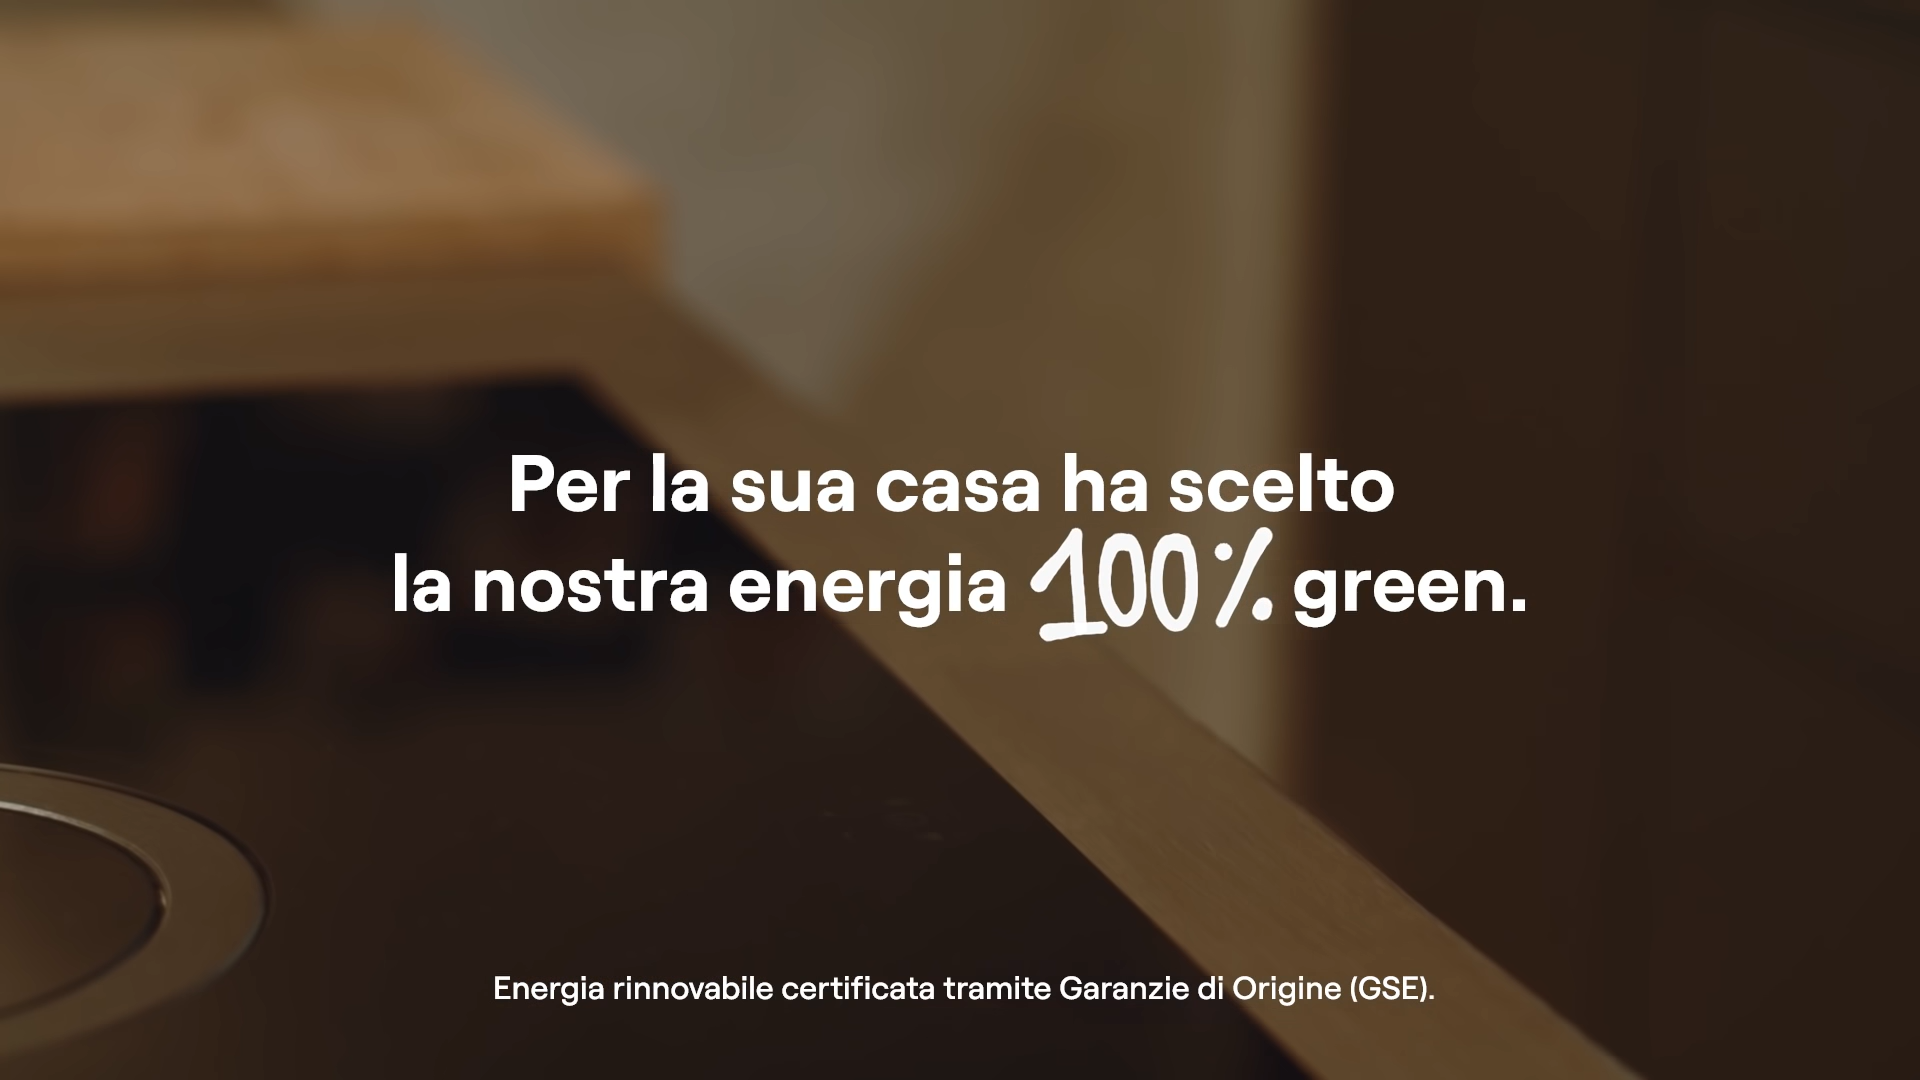 Per la sua casa ha scelto
la nostra energia 100% green.
Energia rinnovabile certificata tramite Garanzie di Origine (GSE).